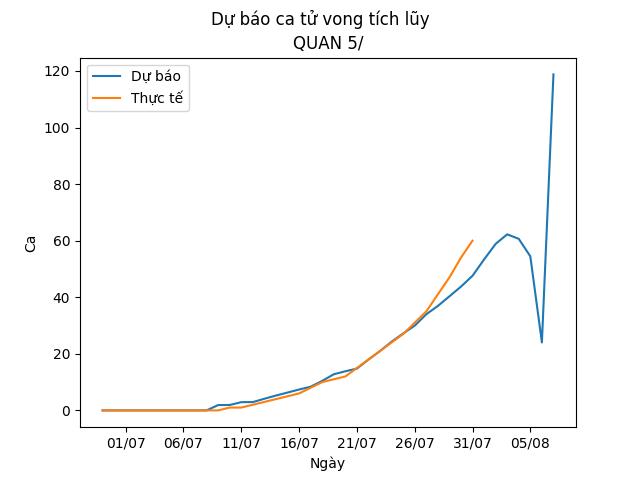 Dự báo ca tử vong tích lũy
QUAN 5/
Dự báo
Thực tế
120
100
80
60
40
20
0
Ca
01/07 06/07 11/07 16/07 21/07 26/07 31/07 05/08
Ngày